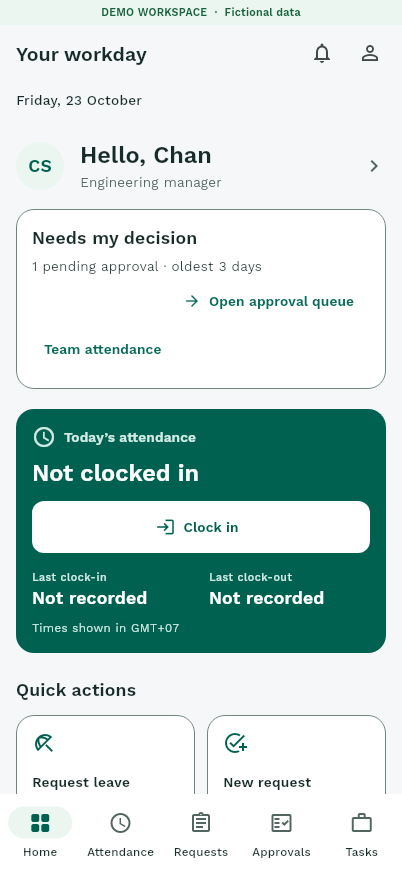 DEMO WORKSPACE · Fictional data
Your workday
Friday, 23 October
CS
Hello, Chan
Engineering manager
Needs my decision
1 pending approval · oldest 3 days
Open approval queue
Team attendance
Today’s attendance
Not clocked in
Clock in
Last clock-in
Last clock-out
Not recorded
Not recorded
Times shown in GMT+07
Quick actions
Request leave
New request
Home
Attendance
Requests
Approvals
Tasks